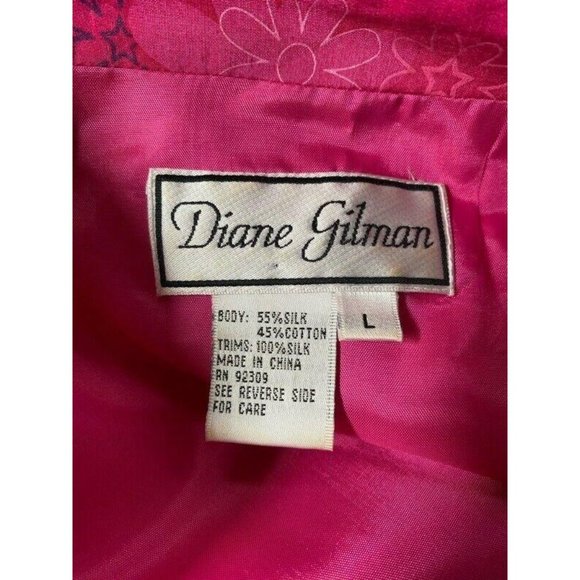 Diane Gilman
L
BODY: 55%SILK
45%COTTON
TRIMS: 100%SILK
MADE IN CHINA
RN 92309
SEE REVERSE SIDE
FOR CARE